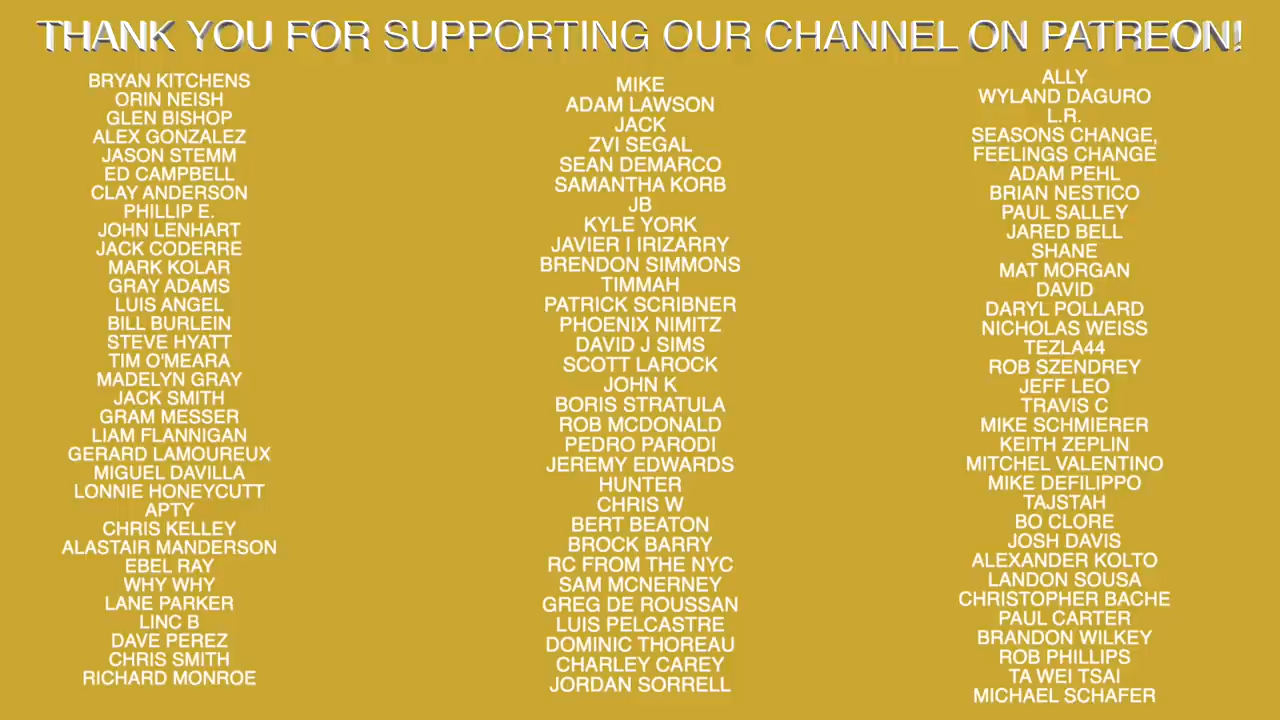 THANK YOU FOR SUPPORTING OUR CHANNEL ON PATREON!
BRYAN KITCHENS
ORIN NEISH
GLEN BISHOP
ALEX GONZALEZ
JASON STEMM
ED CAMPBELL
CLAY ANDERSON
PHILLIP E.
JOHN LENHART
JACK CODERRE
MARK KOLAR
GRAY ADAMS
LUIS ANGEL
BILL BURLEIN
STEVE HYATT
TIM O'MEARA
MADELYN GRAY
JACK SMITH
GRAM MESSER
LIAM FLANNIGAN
GERARD LAMOUREUX
MIGUEL DAVILLA
LONNIE HONEYCUTT
APTY
CHRIS KELLEY
ALASTAIR MANDERSON
EBEL RAY
WHY WHY
LANE PARKER
LINC B
DAVE PEREZ
CHRIS SMITH
RICHARD MONROE
MIKE
ADAM LAWSON
JACK
ZVI SEGAL
SEAN DEMARCO
SAMANTHA KORB
JB
KYLE YORK
JAVIER I IRIZARRY
BRENDON SIMMONS
TIMMAH
PATRICK SCRIBNER
PHOENIX NIMITZ
DAVID J SIMS
SCOTT LAROCK
JOHN K
BORIS STRATULA
ROB MCDONALD
PEDRO PARODI
JEREMY EDWARDS
HUNTER
CHRIS W
BERT BEATON
BROCK BARRY
RC FROM THE NYC
SAM MCNERNEY
GREG DE ROUSSAN
LUIS PELCASTRE
DOMINIC THOREAU
CHARLEY CAREY
JORDAN SORRELL
ALLY
WYLAND DAGURO
L.R.
SEASONS CHANGE,
FEELINGS CHANGE
ADAM PEHL
BRIAN NESTICO
PAUL SALLEY
JARED BELL
SHANE
MAT MORGAN
DAVID
DARYL POLLARD
NICHOLAS WEISS
TEZLA44
ROB SZENDREY
JEFF LEO
TRAVIS C
MIKE SCHMIERER
KEITH ZEPLIN
MITCHEL VALENTINO
MIKE DEFILIPPO
TAJSTAH
BO CLORE
JOSH DAVIS
ALEXANDER KOLTO
LANDON SOUSA
CHRISTOPHER BACHE
PAUL CARTER
BRANDON WILKEY
ROB PHILLIPS
TA WEI TSAI
MICHAEL SCHAFER